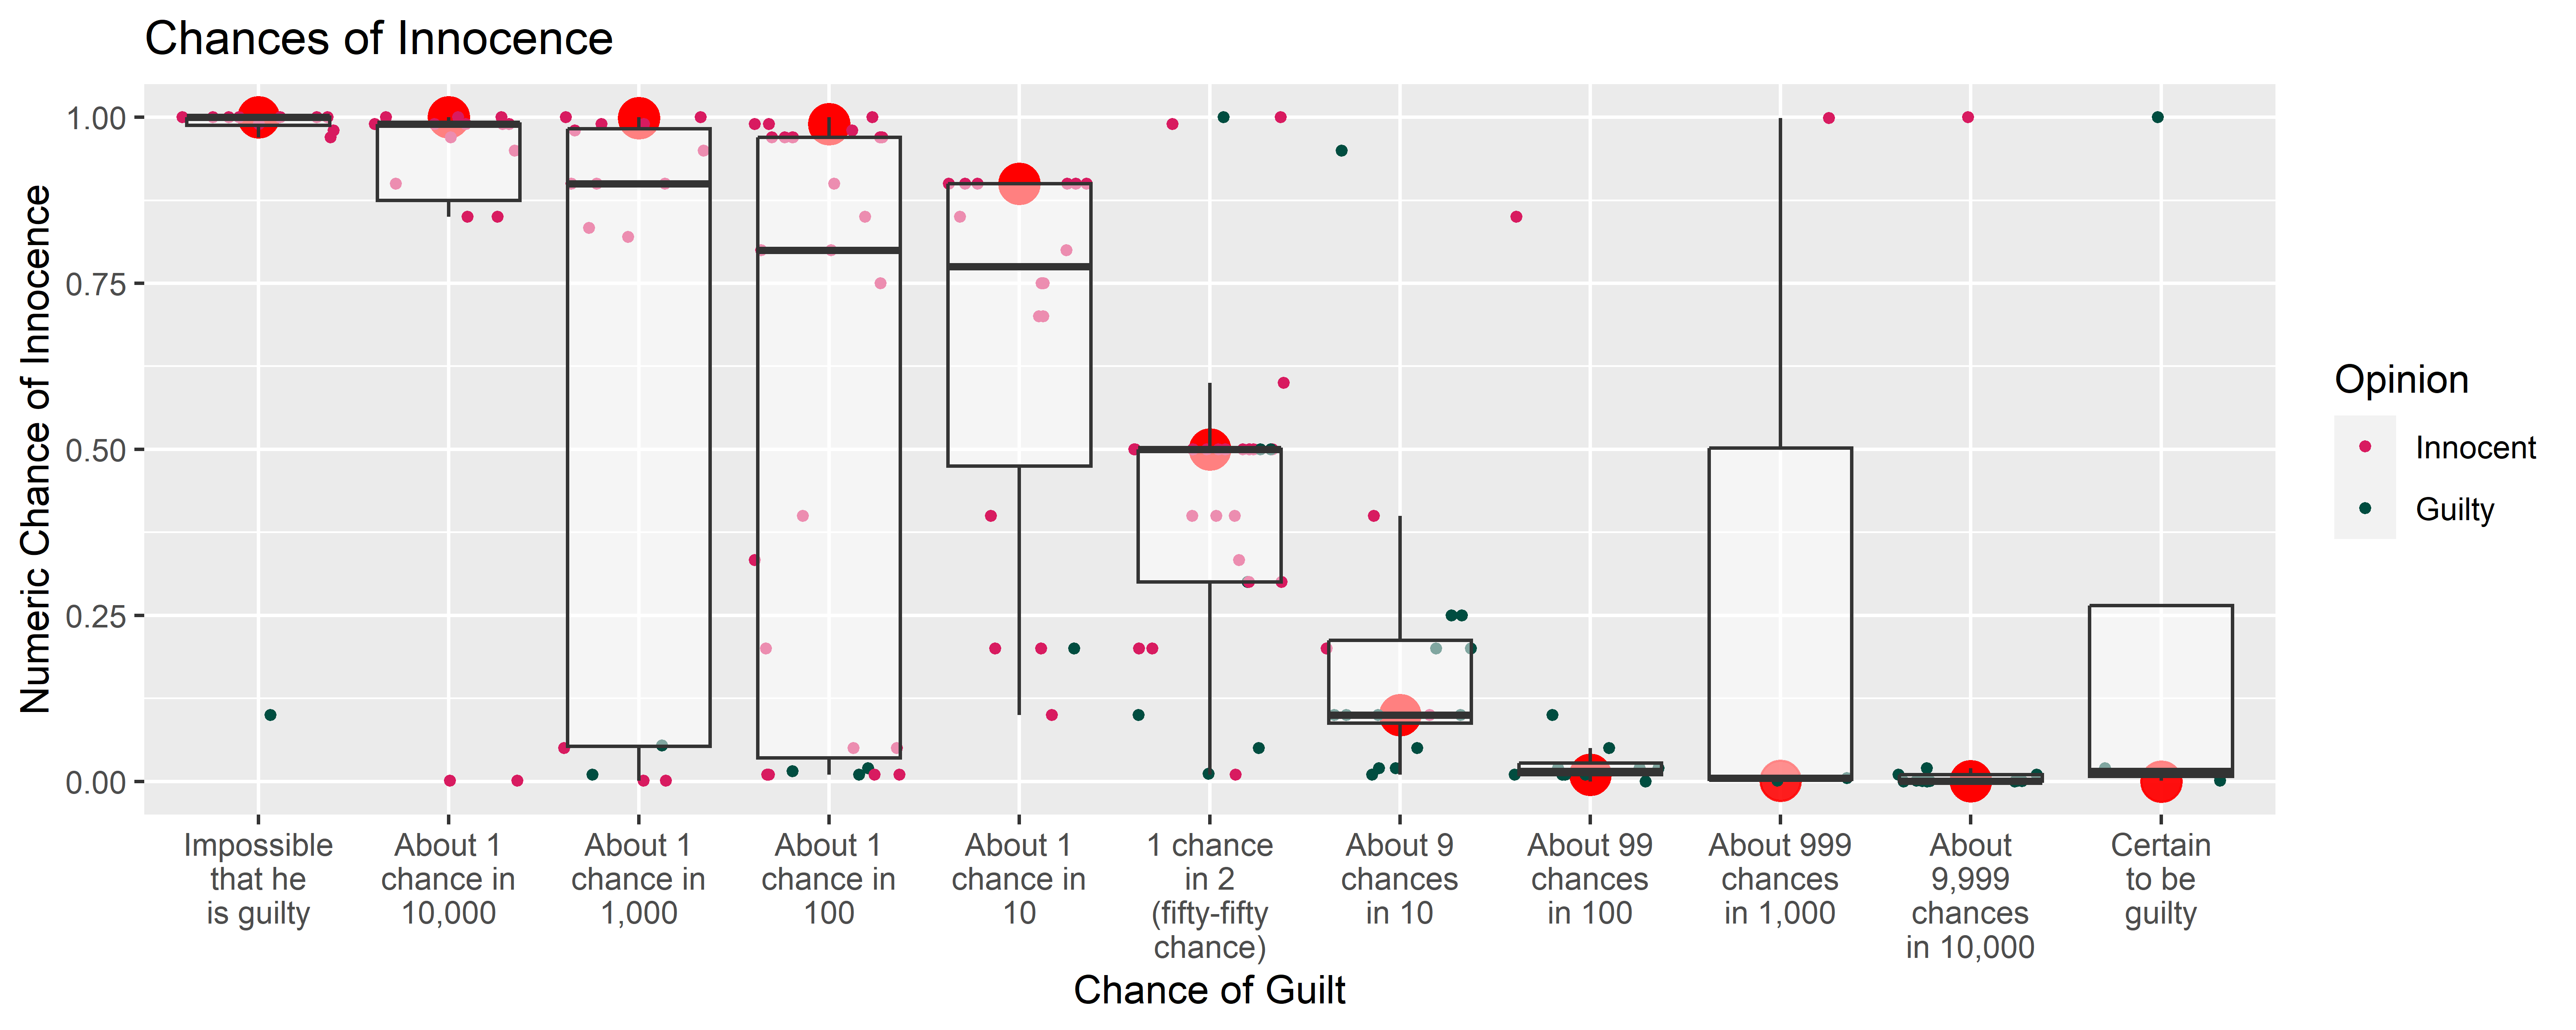 Chances of Innocence
Numeric Chance of Innocence
1.00
0.75
0.50
0.25
0.00
Impossible
that he
is guilty
About 1
chance in
10,000
About 1
chance in
1,000
About 1
chance in
100
About 1
chance in
10
1 chance
in 2
(fifty-fifty
chance)
About 9
chances
in 10
About 99
chances
in 100
About 999
chances
in 1,000
About
9,999
chances
in 10,000
Certain
to be
guilty
Chance of Guilt
Opinion
Innocent
Guilty